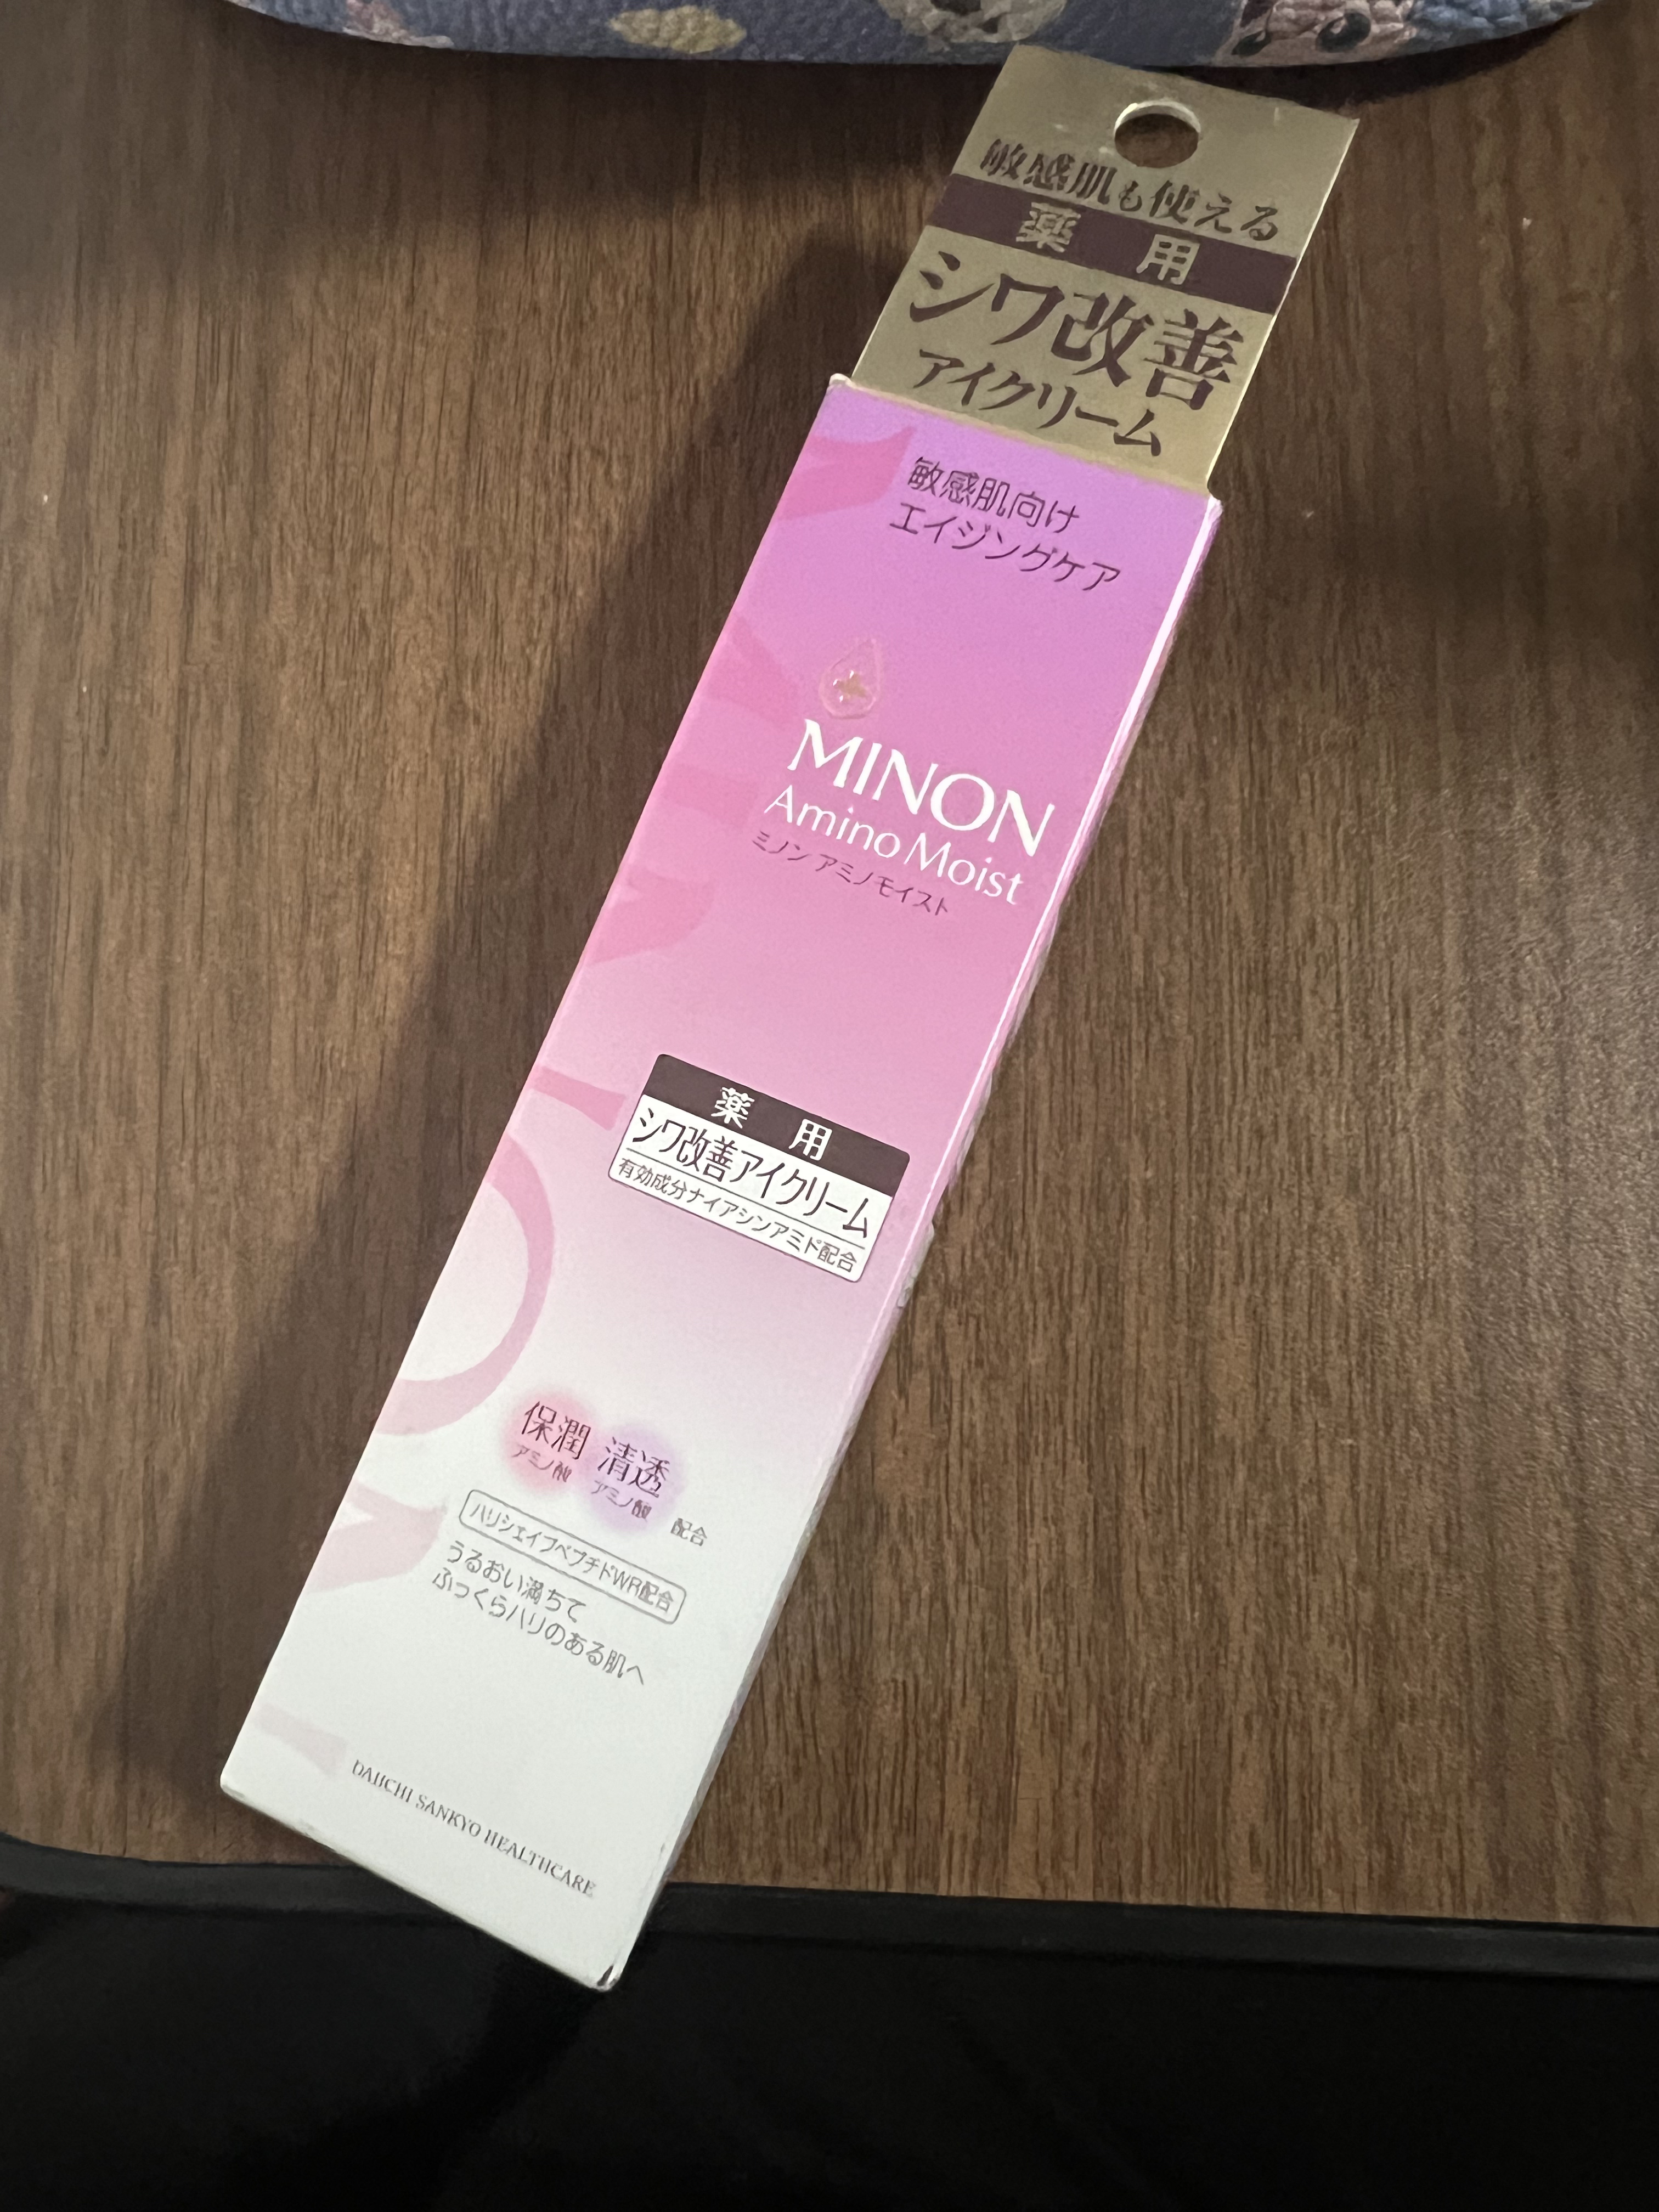 敏感肌も使える
薬用
シワ改善
アイクリーム
敏感肌向け
エイジングケア
MINON
Amino Moist
ミノン アミノモイスト
薬用
シワ改善アイクリーム
有効成分ナイアシンアミド配合
保潤 清透
アミノ酸 アミノ酸 配合
ハリシェイプペプチドWR配合
うるおい満ちて
ふっくらハリのある肌へ
DAIICHI SANKYO HEALTHCARE